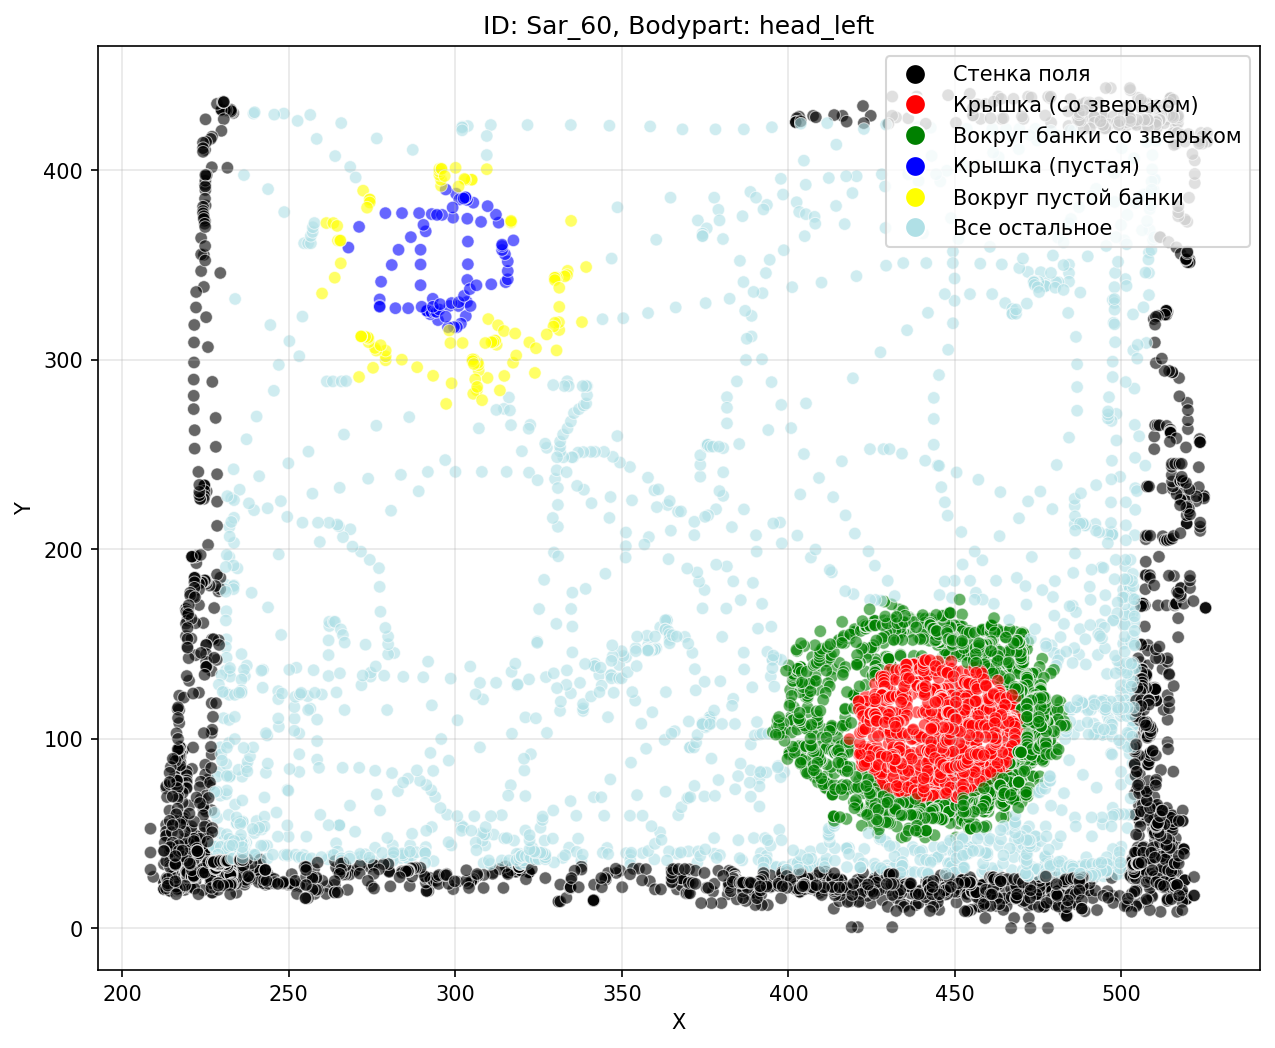 ID: Sar_60, Bodypart: head_left
Стенка поля
Крышка (со зверьком)
Вокруг банки со зверьком
Крышка (пустая)
Вокруг пустой банки
Все остальное
Y
400
300
200
100
0
200
250
300
350
400
450
500
X